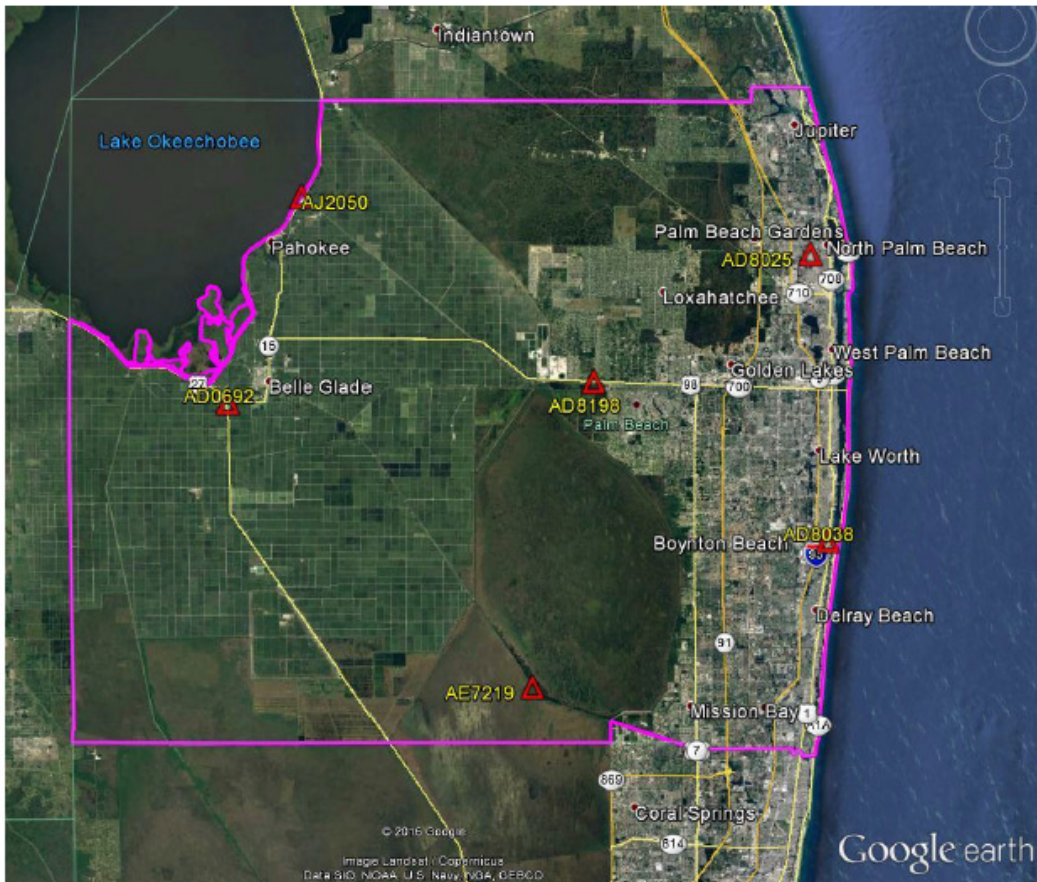 Indiantown
Jupiter
Lake Okeechobee
AJ2050
Pahokee
Palm Beach Gardens
North Palm Beach
AD8025
708
710
Loxahatchee
15
West Palm Beach
Golden Lakes
27
Belle Glade
AD0692
AD8198
98
700
Palm Beach
Lake Worth
AD8038
Boynton Beach
95
Delray Beach
91
AE7219
Mission Bay
1
A1A
7
869
Coral Springs
814
© 2016 Google
Image Landsat / Copernicus
Data SIO, NOAA, U.S. Navy, NGA, GEBCO
Google earth